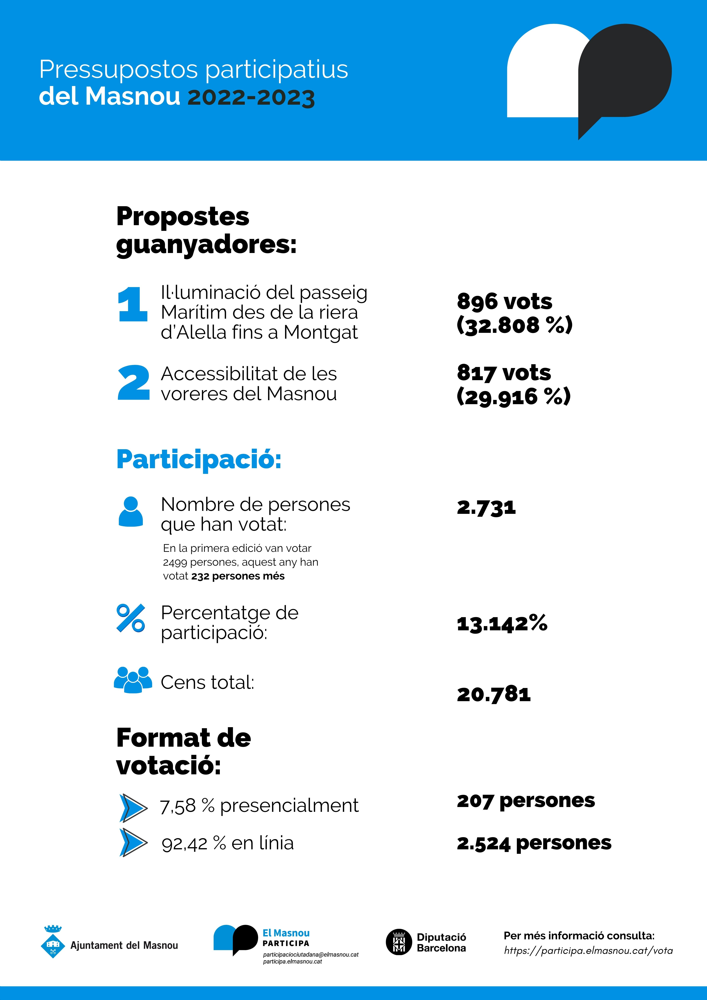 Pressupostos participatius
del Masnou 2022-2023
Propostes
guanyadores:
1
Il·luminació del passeig
Marítim des de la riera
d'Alella fins a Montgat
896 vots
(32.808 %)
2
Accessibilitat de les
voreres del Masnou
817 vots
(29.916 %)
Participació:
Nombre de persones
que han votat:
2.731
En la primera edició van votar
2499 persones, aquest any han
votat 232 persones més
%
Percentatge de
participació:
13.142%
Cens total:
20.781
Format de
votació:
7,58 % presencialment
207 persones
92,42 % en línia
2.524 persones
Ajuntament del Masnou
El Masnou
PARTICIPA
participaciociutadana@elmasnou.cat
participa.elmasnou.cat
Diputació
Barcelona
Per més informació consulta:
https://participa.elmasnou.cat/vota